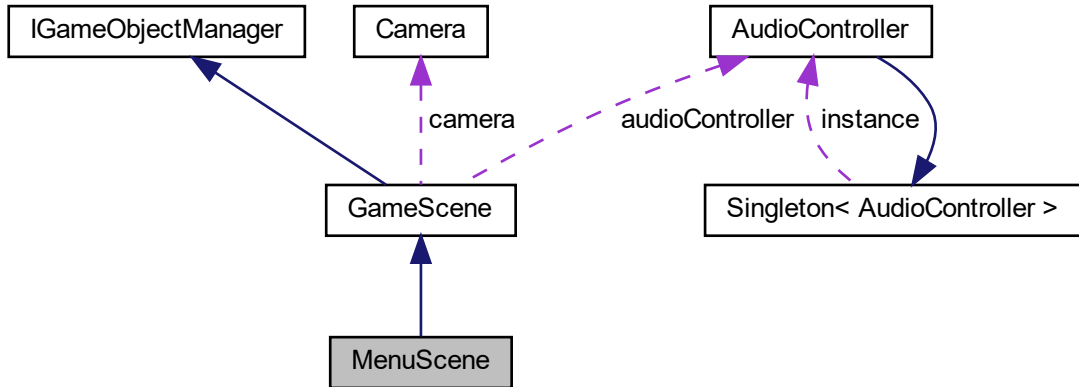 IGameObjectManager
Camera
AudioController
camera
audioController
instance
GameScene
Singleton< AudioController >
MenuScene